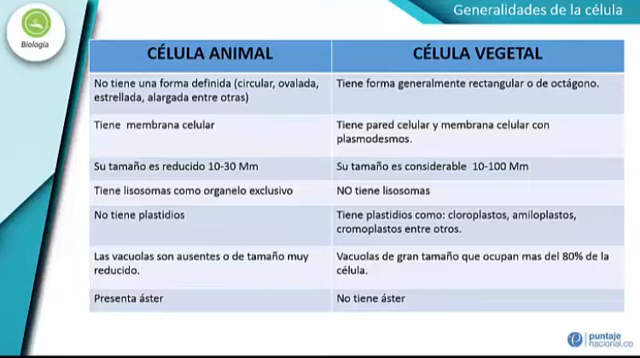 Generalidades de la célula
Biología
CÉLULA ANIMAL
CÉLULA VEGETAL
No tiene una forma definida (circular, ovalada,
estrellada, alargada entre otras)
Tiene forma generalmente rectangular o de octágono.
Tiene membrana celular
Tiene pared celular y membrana celular con
plasmodesmos.
Su tamaño es reducido 10-30 Mm
Su tamaño es considerable 10-100 Mm
Tiene lisosomas como organelo exclusivo
NO tiene lisosomas
No tiene plastidios
Tiene plastidios como: cloroplastos, amiloplastos,
cromoplastos entre otros.
Las vacuolas son ausentes o de tamaño muy
reducido.
Vacuolas de gran tamaño que ocupan mas del 80% de la
célula.
Presenta áster
No tiene áster
puntaje
nacional.co